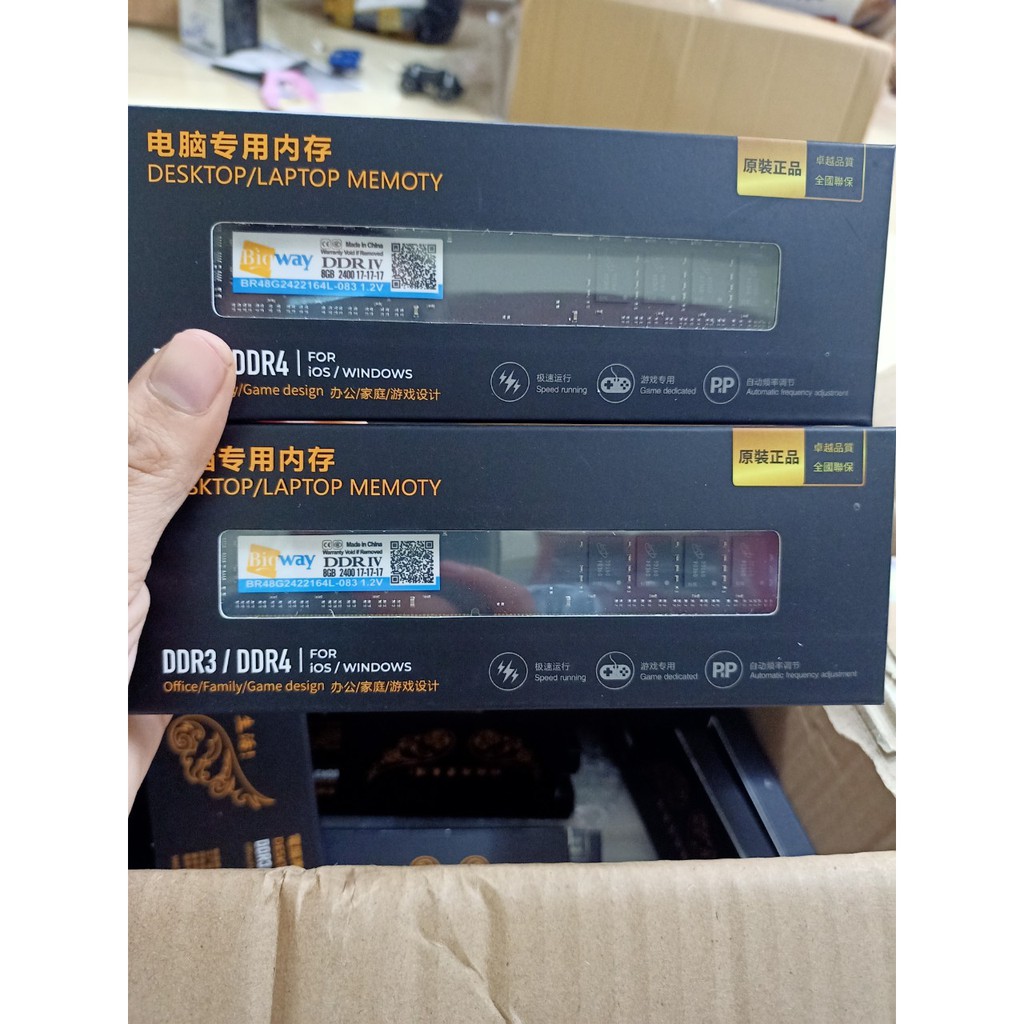 电脑专用内存
DESKTOP/LAPTOP MEMOTY
原裝正品
卓越品質
全國聯保
Bigway
Made In China
Warranty Void If Removed
DDR IV
8GB 2400 17-17-17
BR48G2422164L-083 1.2V
DDR4
FOR
iOS/WINDOWS
/Game design 办公/家庭/游戏设计
极速运行
Speed running
游戏专用
Game dedicated
自动频率调节
Automatic frequency adjustment
专用内存
SKTOP/LAPTOP MEMOTY
原裝正品
卓越品質
全國聯保
Bigway
Made In China
Warranty Void If Removed
DDR IV
8GB 2400 17-17-17
BR48G2422164L-083 1.2V
DDR3 / DDR4
FOR
iOS/WINDOWS
Office/Family/Game design 办公/家庭/游戏设计
极速运行
Speed running
游戏专用
Game dedicated
自动频率调节
Automatic frequency adjustment